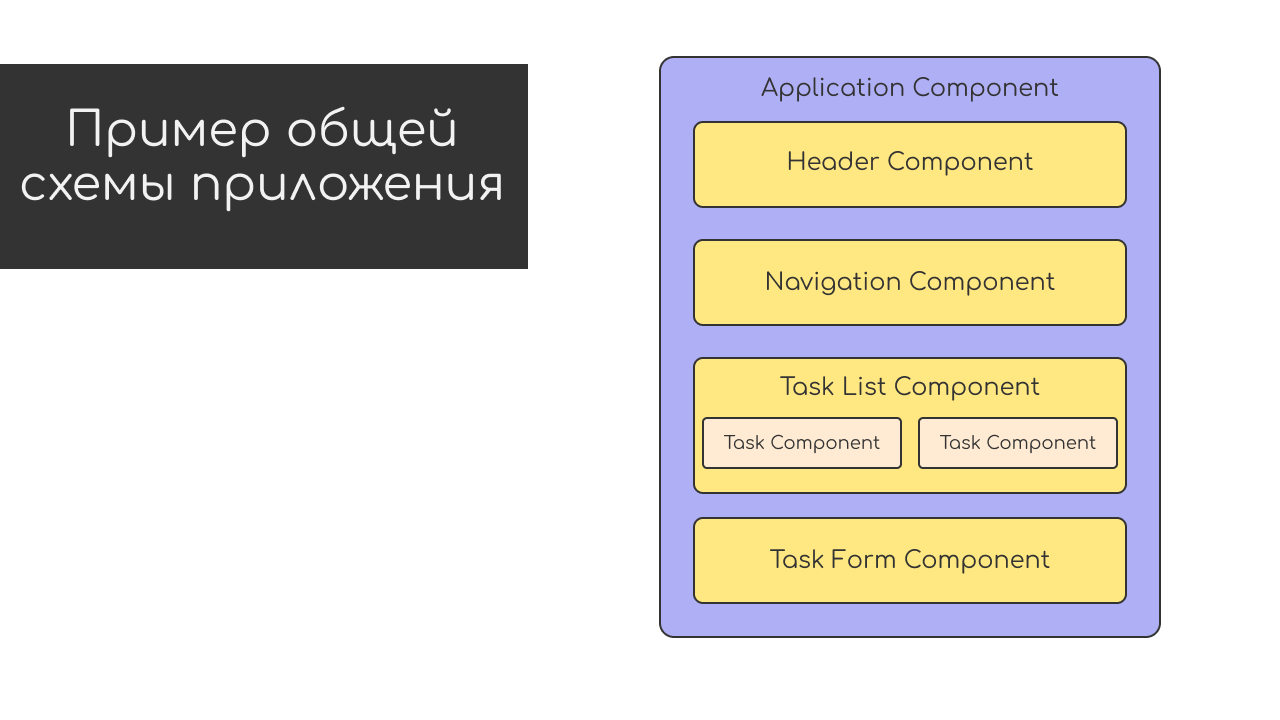 Пример общей
схемы приложения
Application Component
Header Component
Navigation Component
Task List Component
Task Component
Task Component
Task Form Component